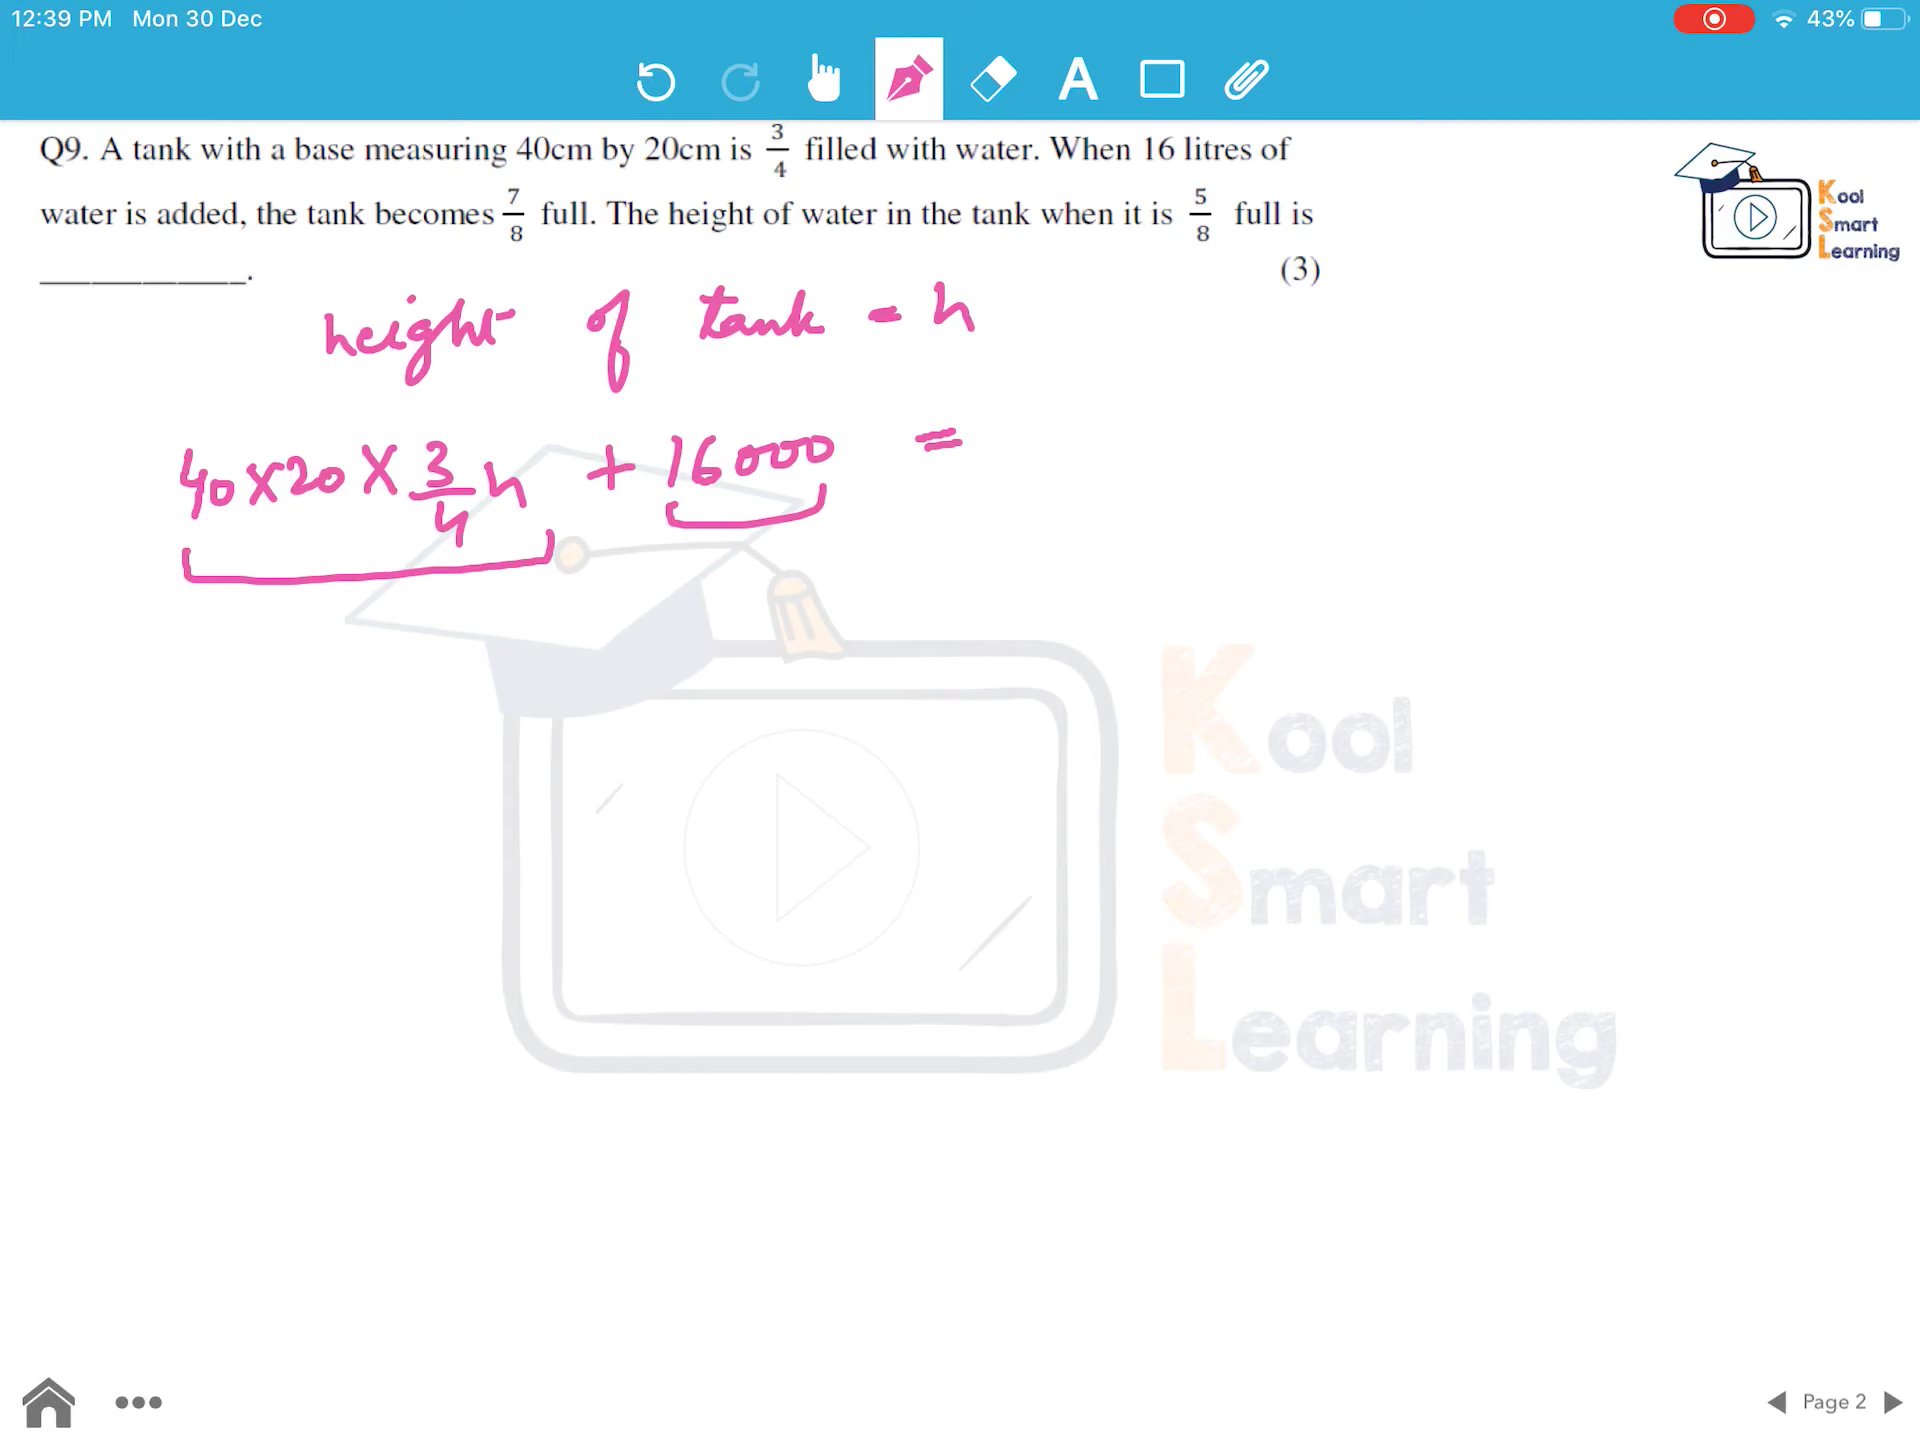 12:39 PM Mon 30 Dec 43%
Q9. A tank with a base measuring 40cm by 20cm is 3/4 filled with water. When 16 litres of
water is added, the tank becomes 7/8 full. The height of water in the tank when it is 5/8 full is
____________. (3)
Kool
Smart
Learning
height of tank = h
40×20×3/4 h + 16000 =
Kool
Smart
Learning
Page 2